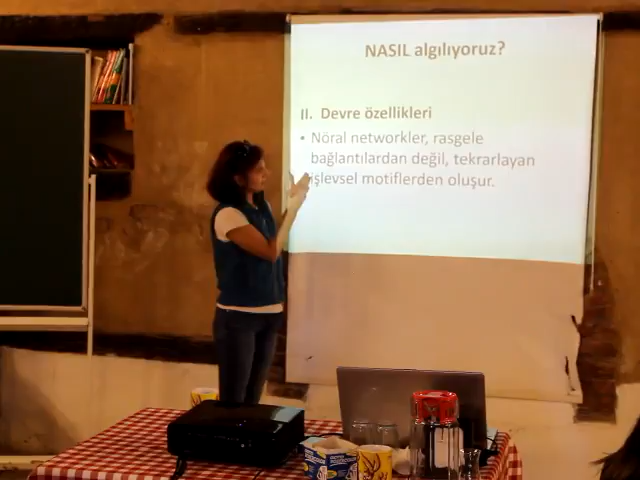 NASIL algılıyoruz?
II. Devre özellikleri
• Nöral networkler, rasgele
bağlantılardan değil, tekrarlayan
işlevsel motiflerden oluşur.